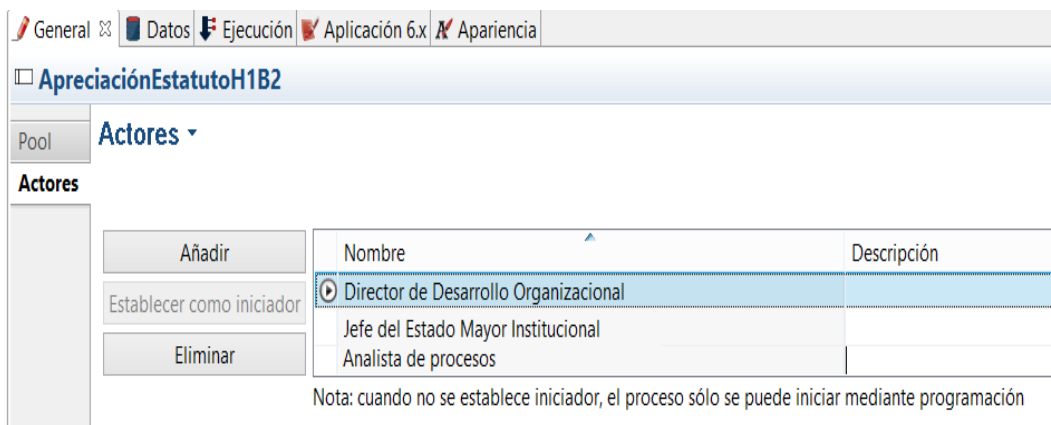 General Datos Ejecución Aplicación 6.x Apariencia
ApreciaciónEstatutoH1B2
Pool
Actores
Actores
Añadir
Establecer como iniciador
Eliminar
Nombre Descripción
Director de Desarrollo Organizacional
Jefe del Estado Mayor Institucional
Analista de procesos
Nota: cuando no se establece iniciador, el proceso sólo se puede iniciar mediante programación